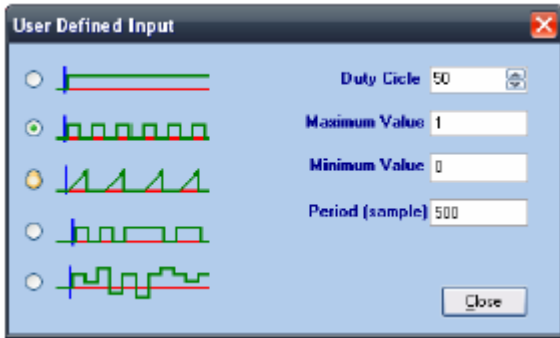 User Defined Input
Duty Cicle 50
Maximum Value 1
Minimum Value 0
Period (sample) 500
Close